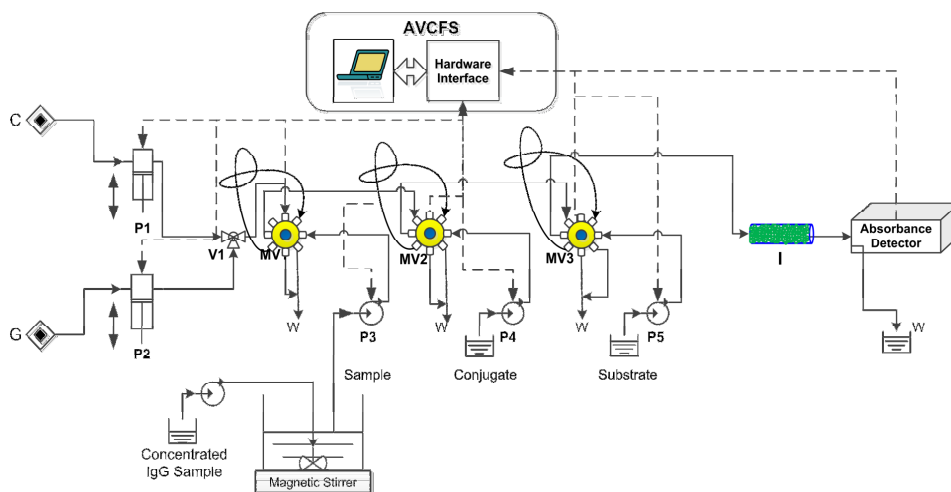 AVCFS
Hardware
Interface
C
P1
V1
MV1
MV2
MV3
I
Absorbance
Detector
G
P2
W
W
W
W
P3
P4
P5
Sample
Conjugate
Substrate
Concentrated
IgG Sample
Magnetic Stirrer